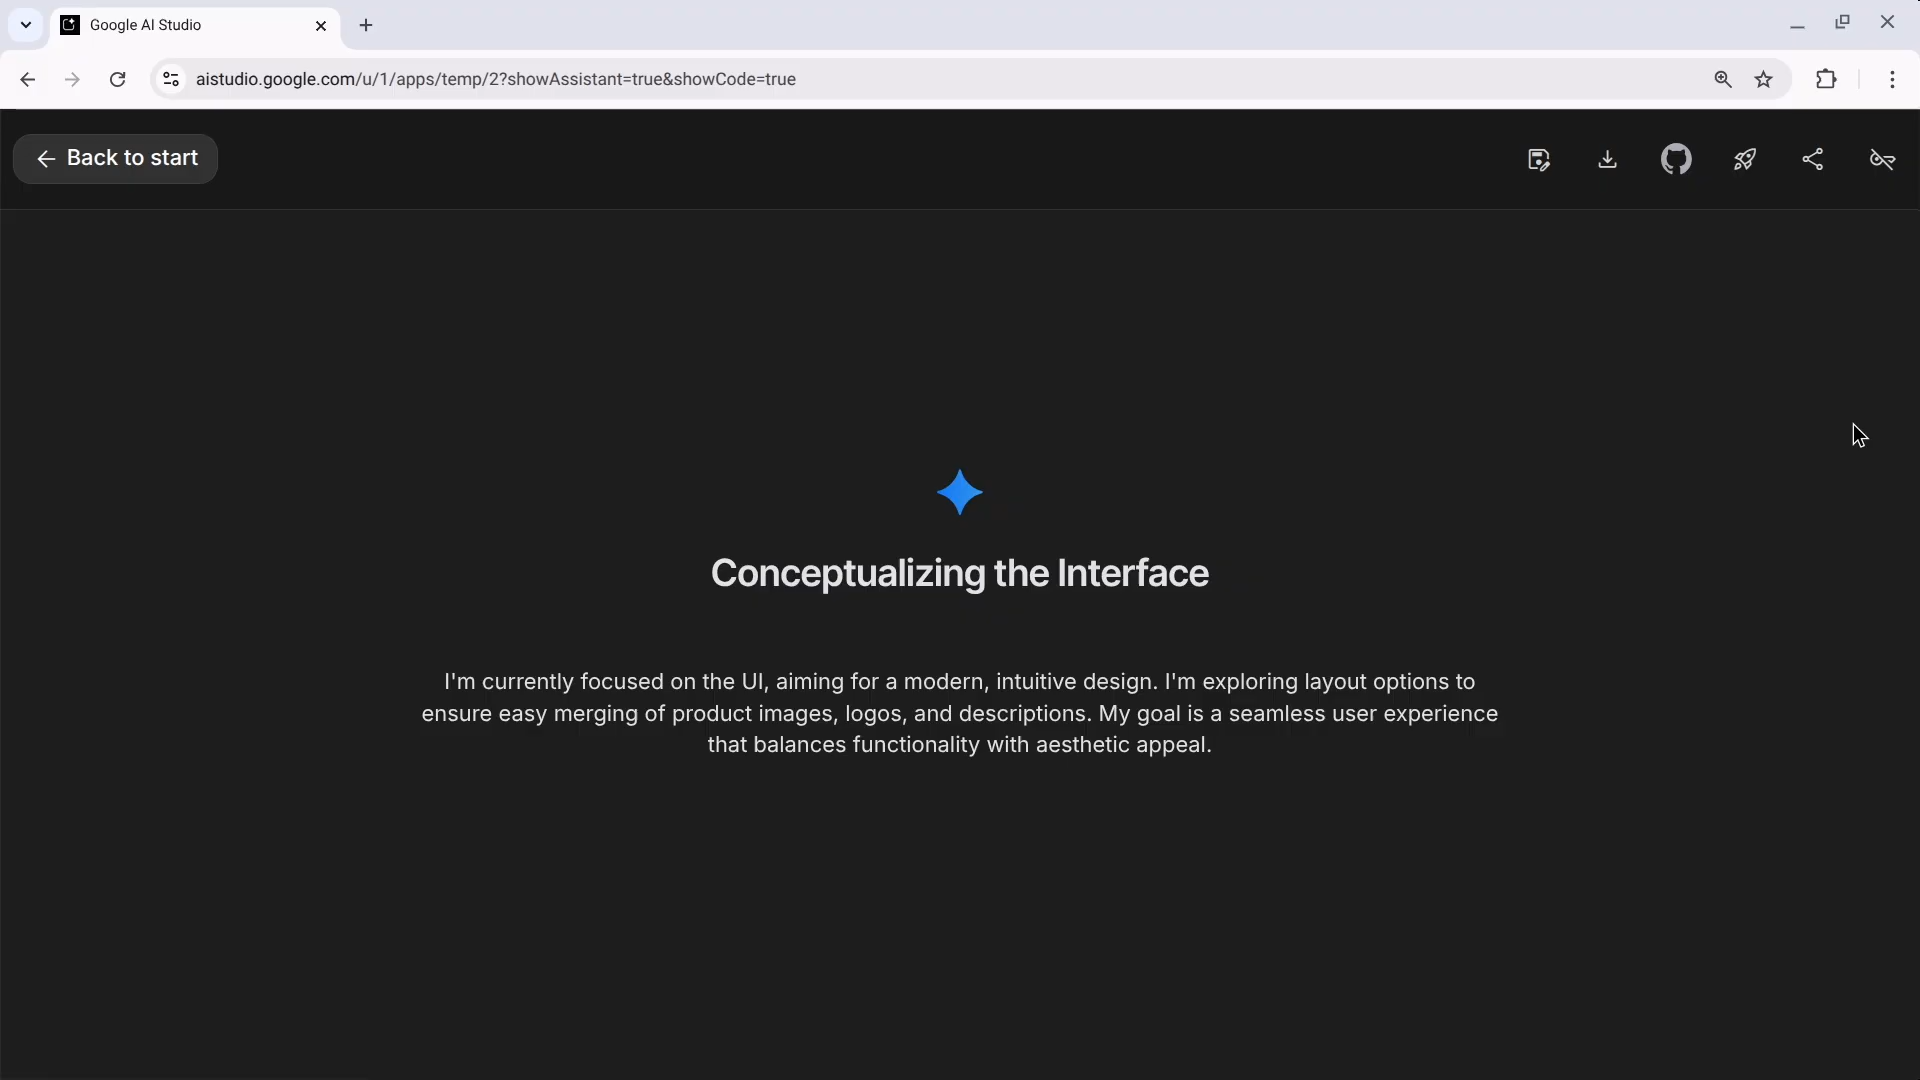 Google AI Studio
aistudio.google.com/u/1/apps/temp/2?showAssistant=true&showCode=true
Back to start
Conceptualizing the Interface
I'm currently focused on the UI, aiming for a modern, intuitive design. I'm exploring layout options to
ensure easy merging of product images, logos, and descriptions. My goal is a seamless user experience
that balances functionality with aesthetic appeal.